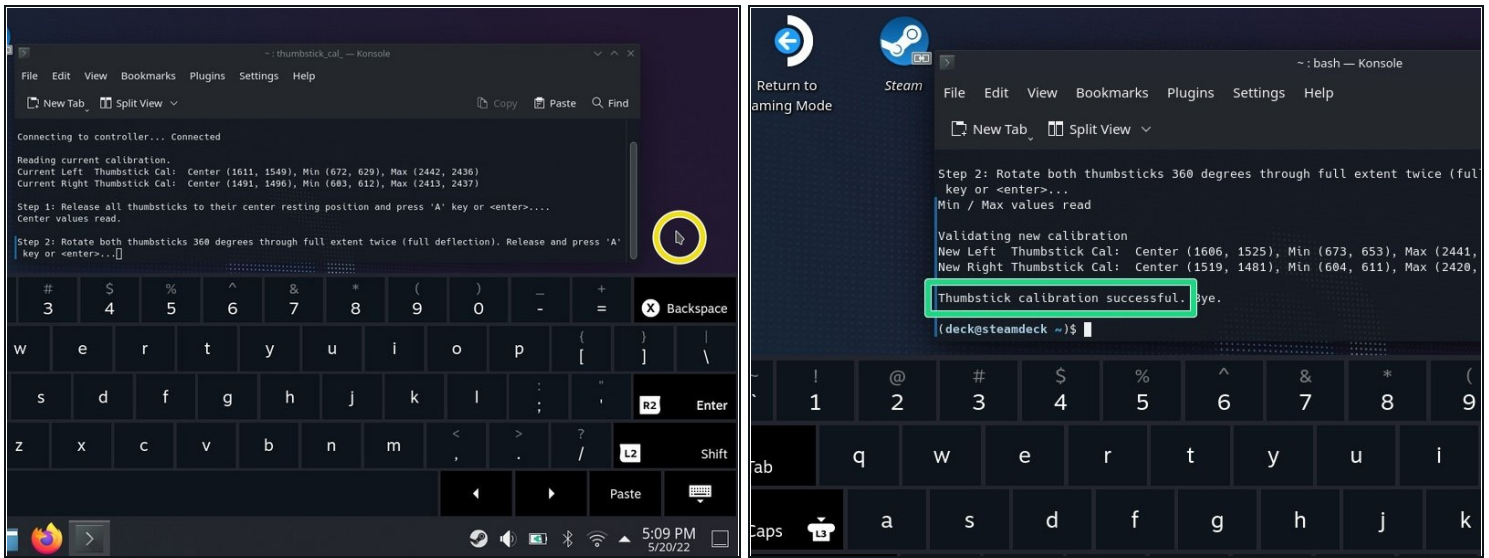 ~ : thumbstick_cal_ — Konsole
File Edit View Bookmarks Plugins Settings Help
New Tab Split View Copy Paste Find
Connecting to controller... Connected
Reading current calibration.
Current Left Thumbstick Cal: Center (1611, 1549), Min (672, 629), Max (2442, 2436)
Current Right Thumbstick Cal: Center (1491, 1496), Min (603, 612), Max (2413, 2437)
Step 1: Release all thumbsticks to their center resting position and press 'A' key or <enter>....
Center values read.
Step 2: Rotate both thumbsticks 360 degrees through full extent twice (full deflection). Release and press 'A'
key or <enter>...
# $ % ^ & * ( ) _ +
3 4 5 6 7 8 9 0 - = X Backspace
{ } |
w e r t y u i o p [ ] \
: "
s d f g h j k l ; ' R2 Enter
< > ?
z x c v b n m , . / L2 Shift
Paste
5:09 PM
5/20/22
Return to
aming Mode
Steam
~ : bash — Konsole
File Edit View Bookmarks Plugins Settings Help
New Tab Split View
Step 2: Rotate both thumbsticks 360 degrees through full extent twice (ful
key or <enter>...
Min / Max values read
Validating new calibration
New Left Thumbstick Cal: Center (1606, 1525), Min (673, 653), Max (2441,
New Right Thumbstick Cal: Center (1519, 1481), Min (604, 611), Max (2420,
Thumbstick calibration successful. Bye.
(deck@steamdeck ~)$
~ ! @ # $ % ^ & * (
` 1 2 3 4 5 6 7 8 9
Tab q w e r t y u i
Caps L3 a s d f g h j k